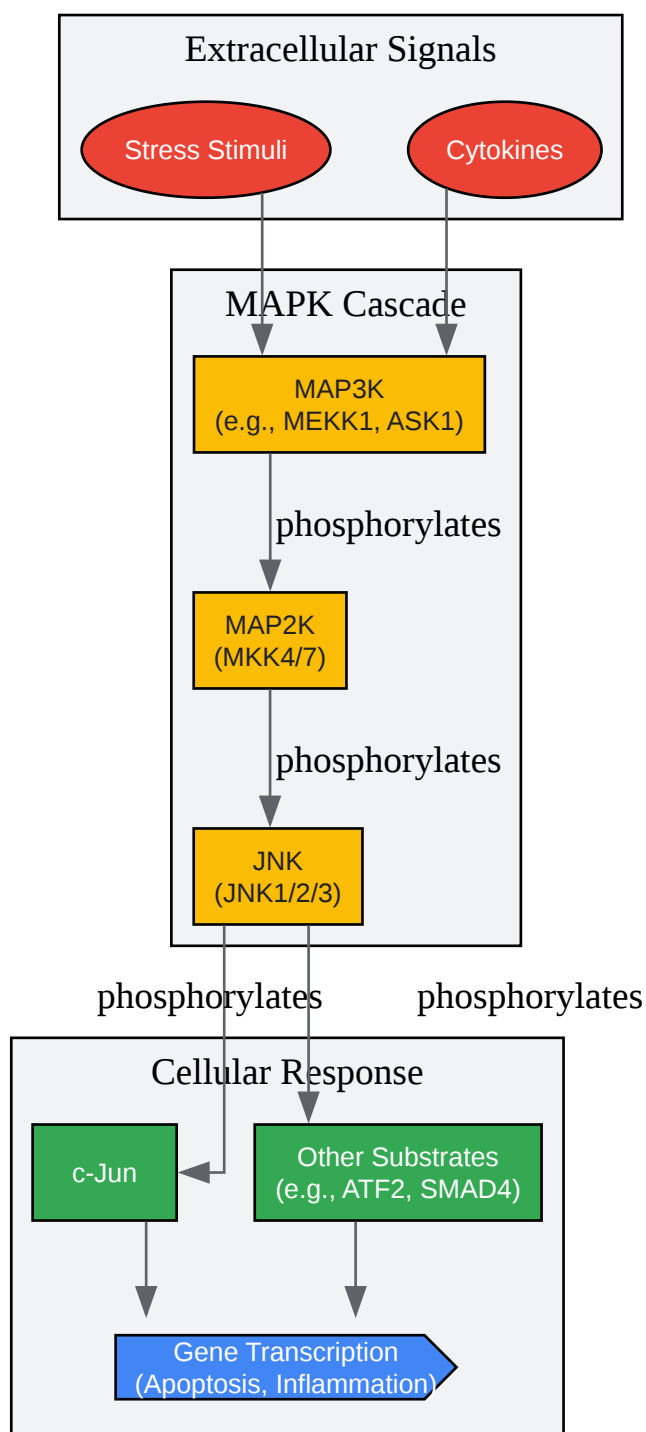 Extracellular Signals
Stress Stimuli
Cytokines
MAPK Cascade
MAP3K
(e.g., MEKK1, ASK1)
phosphorylates
MAP2K
(MKK4/7)
phosphorylates
JNK
(JNK1/2/3)
phosphorylates
phosphorylates
Cellular Response
c-Jun
Other Substrates
(e.g., ATF2, SMAD4)
Gene Transcription
(Apoptosis, Inflammation)